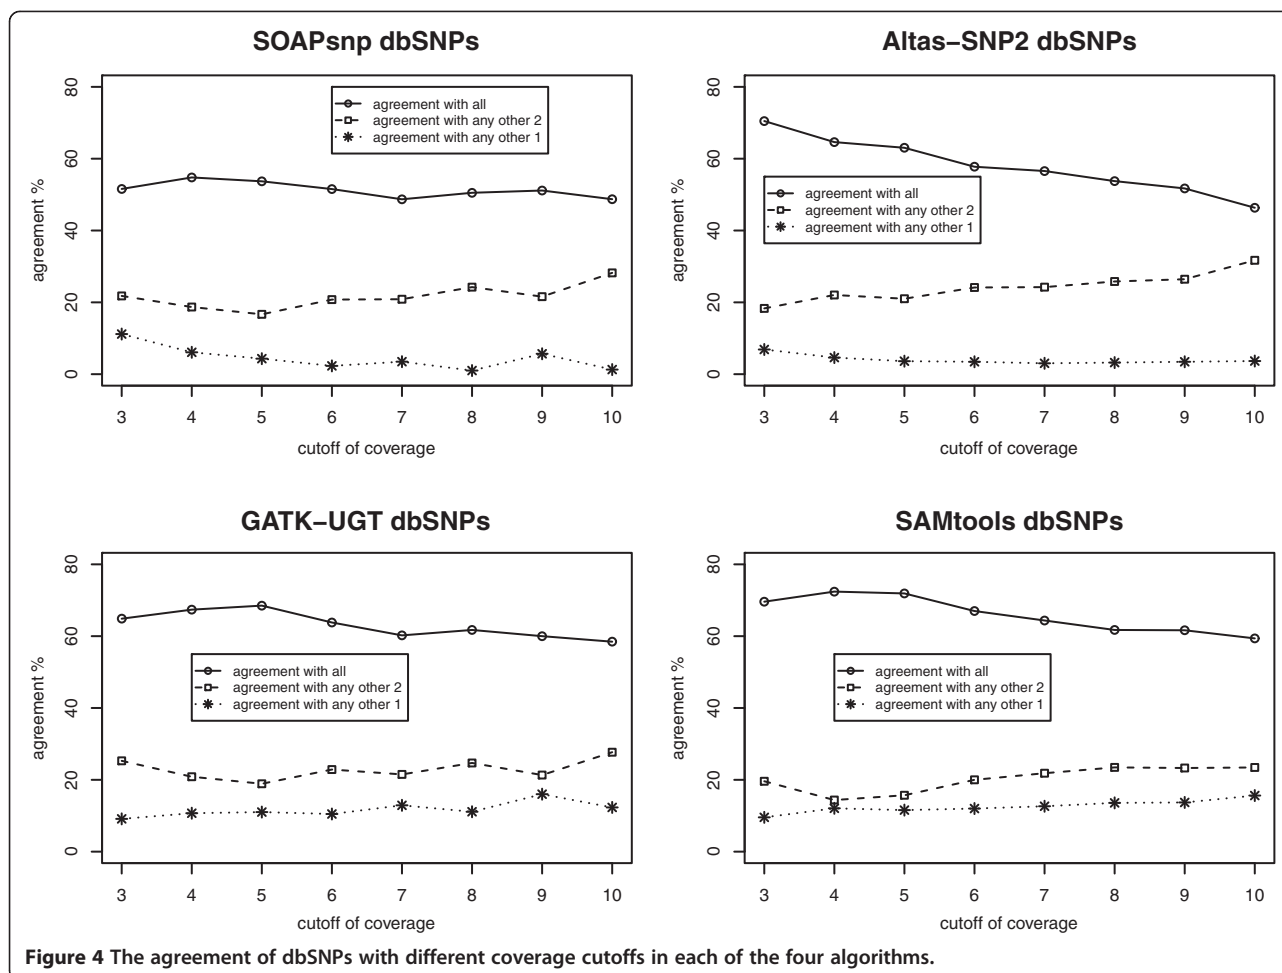 SOAPsnp dbSNPs
agreement %
80
60
40
20
0
agreement with all
agreement with any other 2
agreement with any other 1
3 4 5 6 7 8 9 10
cutoff of coverage
Altas-SNP2 dbSNPs
agreement %
80
60
40
20
0
agreement with all
agreement with any other 2
agreement with any other 1
3 4 5 6 7 8 9 10
cutoff of coverage
GATK-UGT dbSNPs
agreement %
80
60
40
20
0
agreement with all
agreement with any other 2
agreement with any other 1
3 4 5 6 7 8 9 10
cutoff of coverage
SAMtools dbSNPs
agreement %
80
60
40
20
0
agreement with all
agreement with any other 2
agreement with any other 1
3 4 5 6 7 8 9 10
cutoff of coverage
Figure 4 The agreement of dbSNPs with different coverage cutoffs in each of the four algorithms.